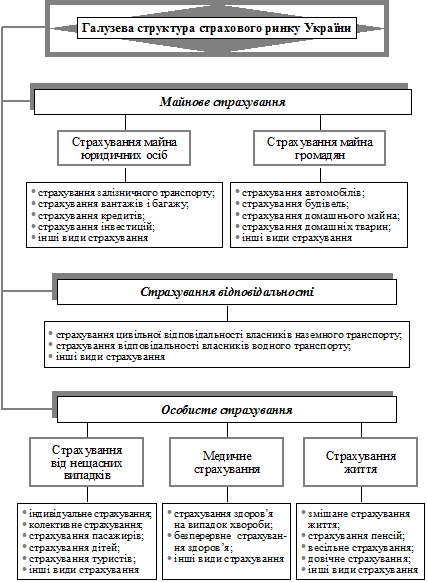 Галузева структура страхового ринку України
Майнове страхування
Страхування майна
юридичних осіб
Страхування майна
громадян
• страхування залізничного транспорту;
• страхування вантажів і багажу;
• страхування кредитів;
• страхування інвестицій;
• інші види страхування
• страхування автомобілів;
• страхування будівель;
• страхування домашнього майна;
• страхування домашніх тварин;
• інші види страхування
Страхування відповідальності
• страхування цивільної відповідальності власників наземного транспорту;
• страхування відповідальності власників водного транспорту;
• інші види страхування
Особисте страхування
Страхування
від нещасних
випадків
Медичне
страхування
Страхування
життя
• індивідуальне страхування;
• колективне страхування;
• страхування пасажирів;
• страхування дітей;
• страхування туристів;
• інші види страхування
• страхування здоров’я
на випадок хвороби;
• безперервне страхуван-
ня здоров’я;
• інші види страхування
• змішане страхування
життя;
• страхування пенсій;
• весільне страхування;
• довічне страхування;
• інші види страхування